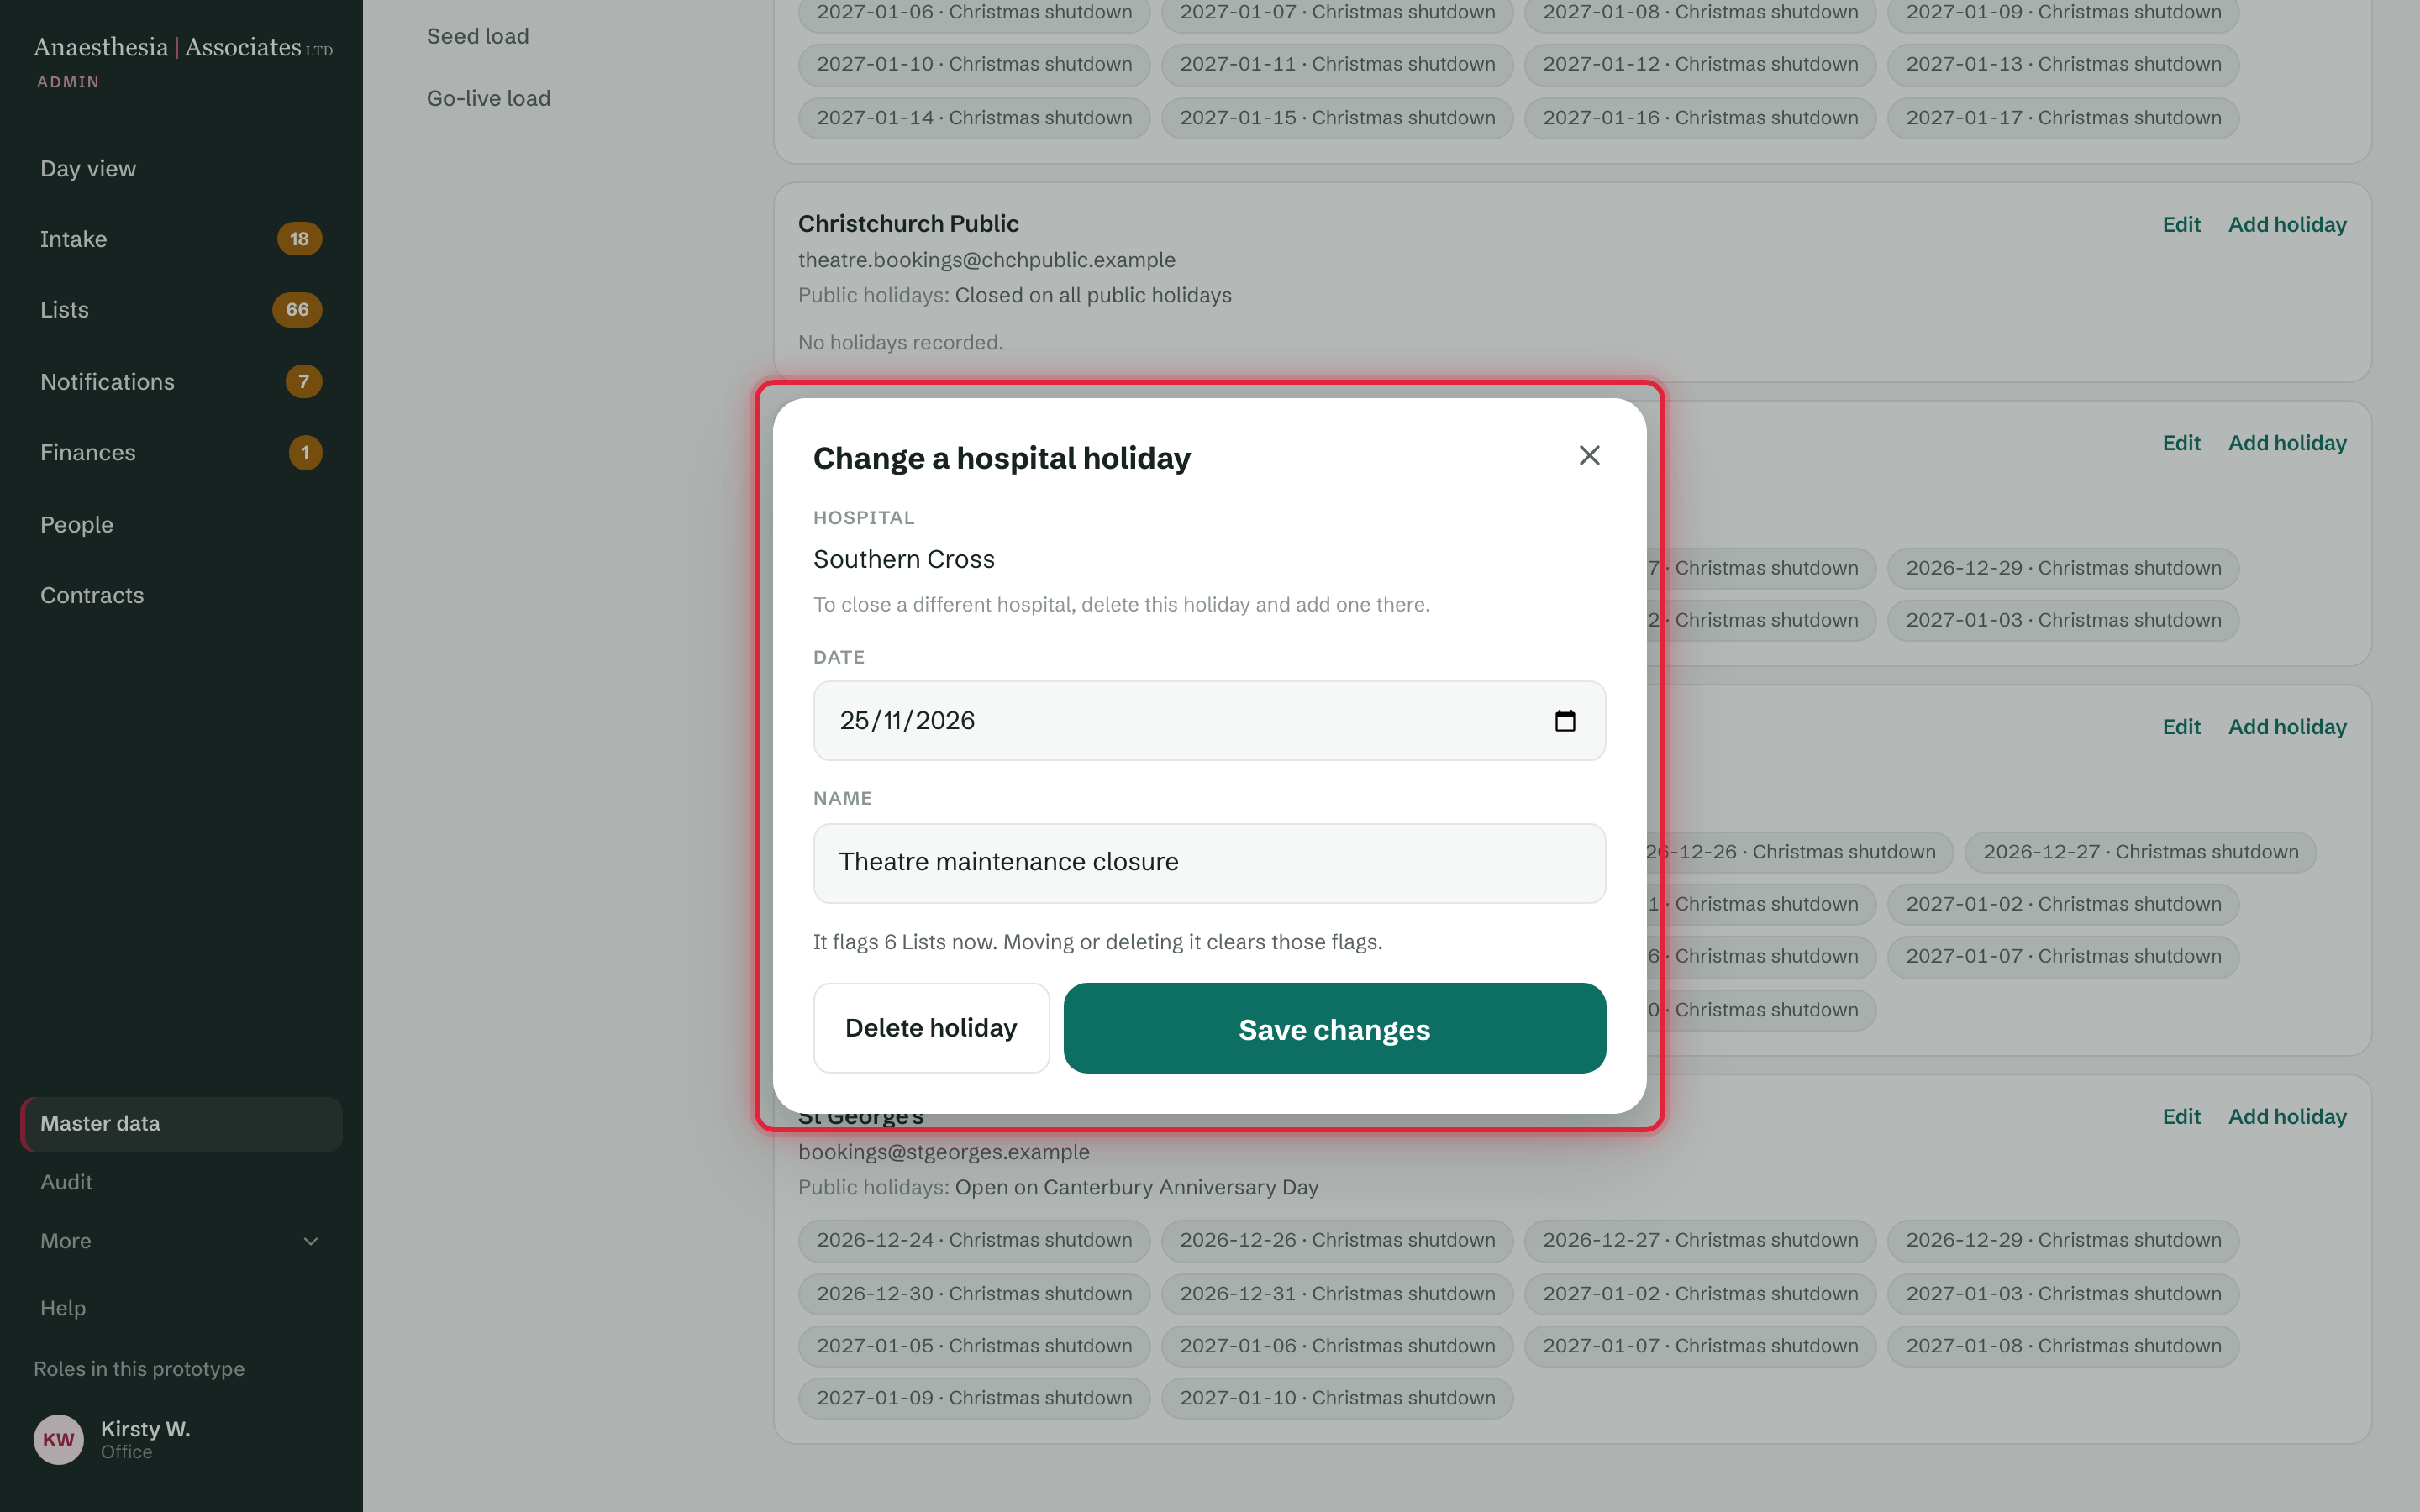 Anaesthesia | Associates LTD
ADMIN
Day view
Intake 18
Lists 66
Notifications 7
Finances 1
People
Contracts
Master data
Audit
More
Help
Roles in this prototype
KW
Kirsty W.
Office
Seed load
Go-live load
2027-01-06 · Christmas shutdown 2027-01-07 · Christmas shutdown 2027-01-08 · Christmas shutdown 2027-01-09 · Christmas shutdown
2027-01-10 · Christmas shutdown 2027-01-11 · Christmas shutdown 2027-01-12 · Christmas shutdown 2027-01-13 · Christmas shutdown
2027-01-14 · Christmas shutdown 2027-01-15 · Christmas shutdown 2027-01-16 · Christmas shutdown 2027-01-17 · Christmas shutdown
Christchurch Public Edit Add holiday
theatre.bookings@chchpublic.example
Public holidays: Closed on all public holidays
No holidays recorded.
Edit Add holiday
7 · Christmas shutdown 2026-12-29 · Christmas shutdown
2 · Christmas shutdown 2027-01-03 · Christmas shutdown
Edit Add holiday
26-12-26 · Christmas shutdown 2026-12-27 · Christmas shutdown
1 · Christmas shutdown 2027-01-02 · Christmas shutdown
6 · Christmas shutdown 2027-01-07 · Christmas shutdown
0 · Christmas shutdown
Change a hospital holiday
HOSPITAL
Southern Cross
To close a different hospital, delete this holiday and add one there.
DATE
25/11/2026
NAME
Theatre maintenance closure
It flags 6 Lists now. Moving or deleting it clears those flags.
Delete holiday Save changes
St George's Edit Add holiday
bookings@stgeorges.example
Public holidays: Open on Canterbury Anniversary Day
2026-12-24 · Christmas shutdown 2026-12-26 · Christmas shutdown 2026-12-27 · Christmas shutdown 2026-12-29 · Christmas shutdown
2026-12-30 · Christmas shutdown 2026-12-31 · Christmas shutdown 2027-01-02 · Christmas shutdown 2027-01-03 · Christmas shutdown
2027-01-05 · Christmas shutdown 2027-01-06 · Christmas shutdown 2027-01-07 · Christmas shutdown 2027-01-08 · Christmas shutdown
2027-01-09 · Christmas shutdown 2027-01-10 · Christmas shutdown